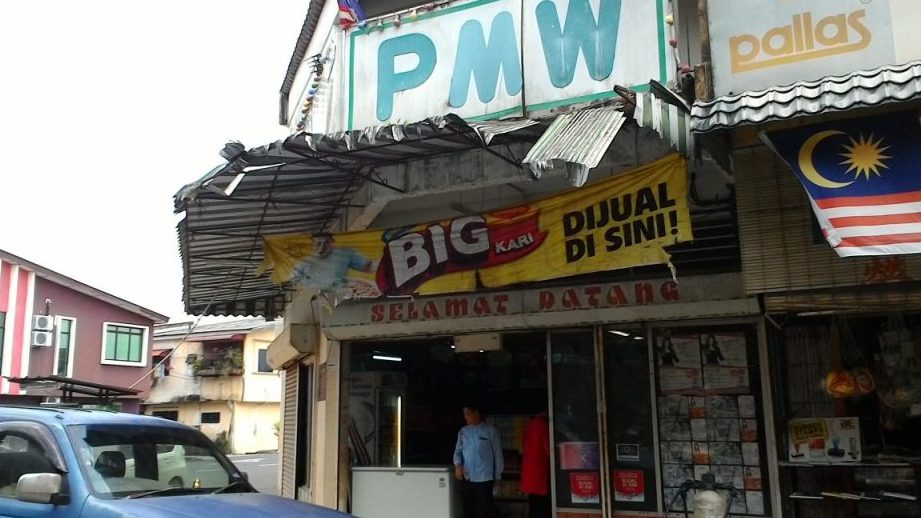 PMW
pallas
BIG
KARI
DIJUAL
DI SINI!
SELAMAT DATANG